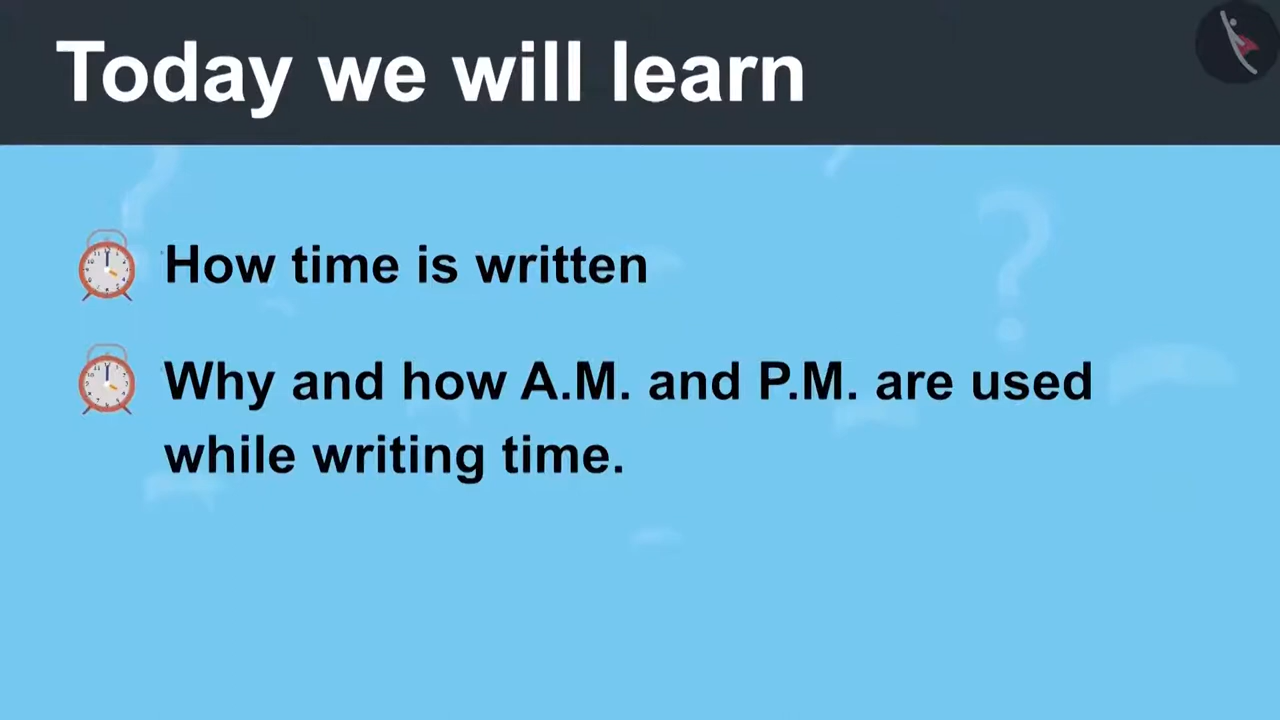 Today we will learn
How time is written
Why and how A.M. and P.M. are used
while writing time.